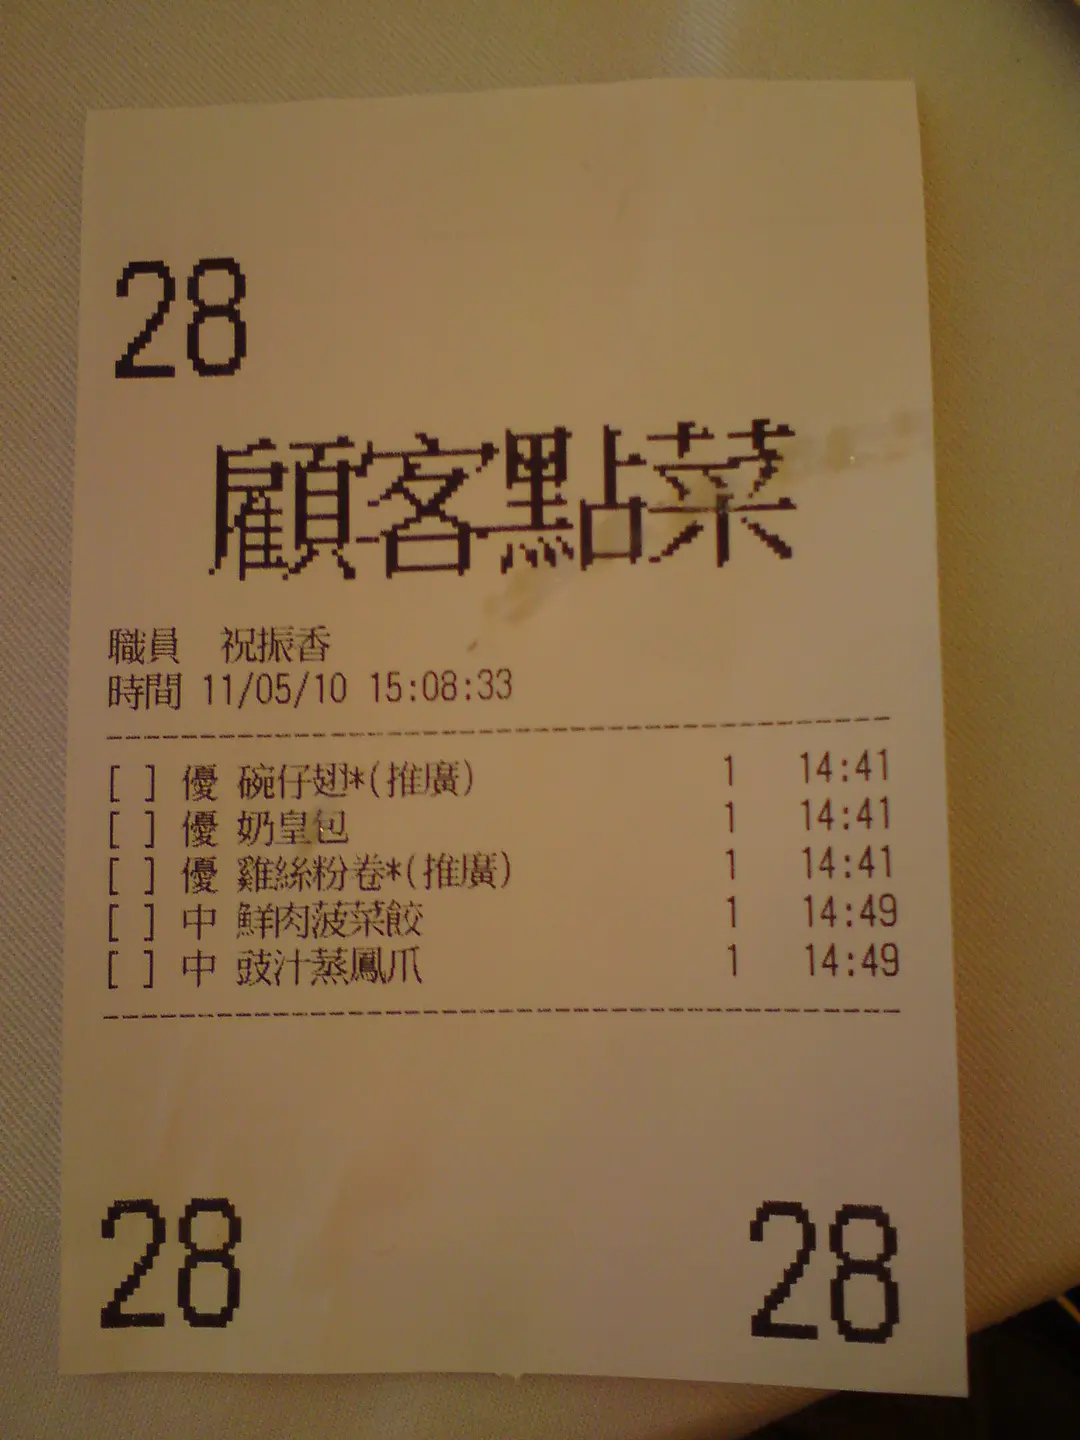 28
顧客點菜
職員 祝振香
時間 11/05/10 15:08:33
[ ] 優 碗仔翅*(推廣) 1 14:41
[ ] 優 奶皇包 1 14:41
[ ] 優 雞絲粉卷*(推廣) 1 14:41
[ ] 中 鮮肉菠菜餃 1 14:49
[ ] 中 豉汁蒸鳳爪 1 14:49
28 28